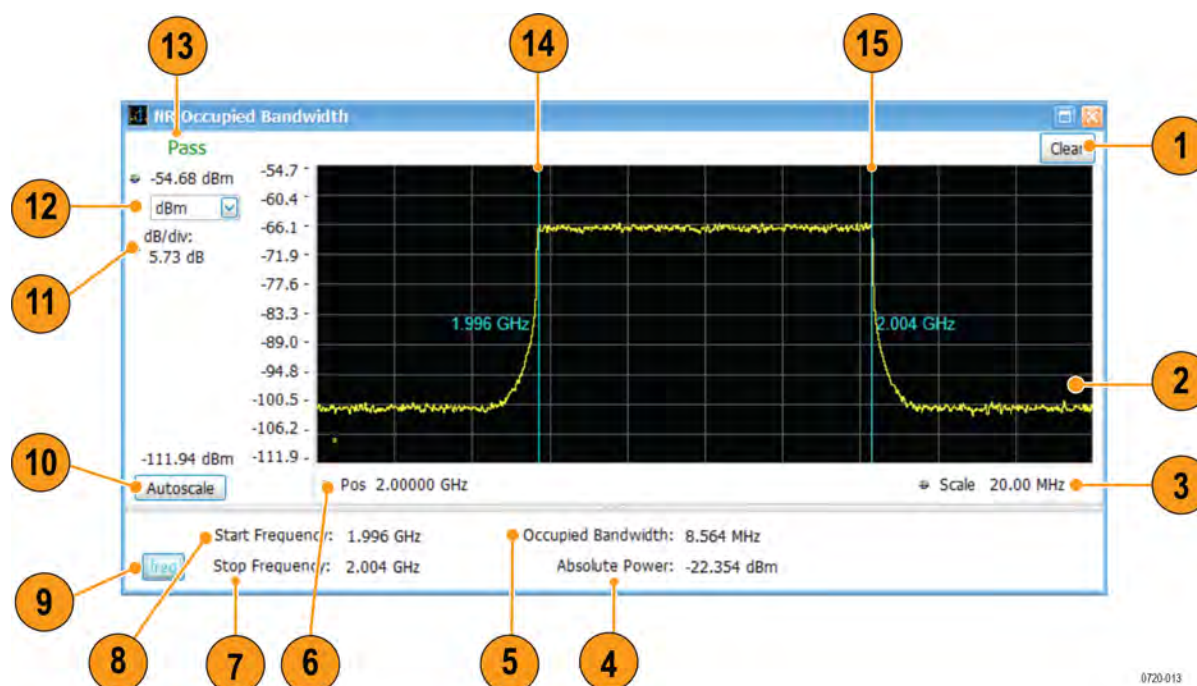 13
14
15
NR Occupied Bandwidth
Pass
Clear
1
-54.68 dBm
-54.7 -
12
dBm
-60.4 -
dB/div:
5.73 dB
-66.1 -
-71.9 -
11
-77.6 -
-83.3 -
1.996 GHz
2.004 GHz
-89.0 -
-94.8 -
2
-100.5 -
-106.2 -
10
-111.94 dBm
-111.9 -
Autoscale
Pos 2.00000 GHz
Scale 20.00 MHz
3
Start Frequency: 1.996 GHz
Occupied Bandwidth: 8.564 MHz
freq
Stop Frequency: 2.004 GHz
Absolute Power: -22.354 dBm
9
8
7
6
5
4
0720-013